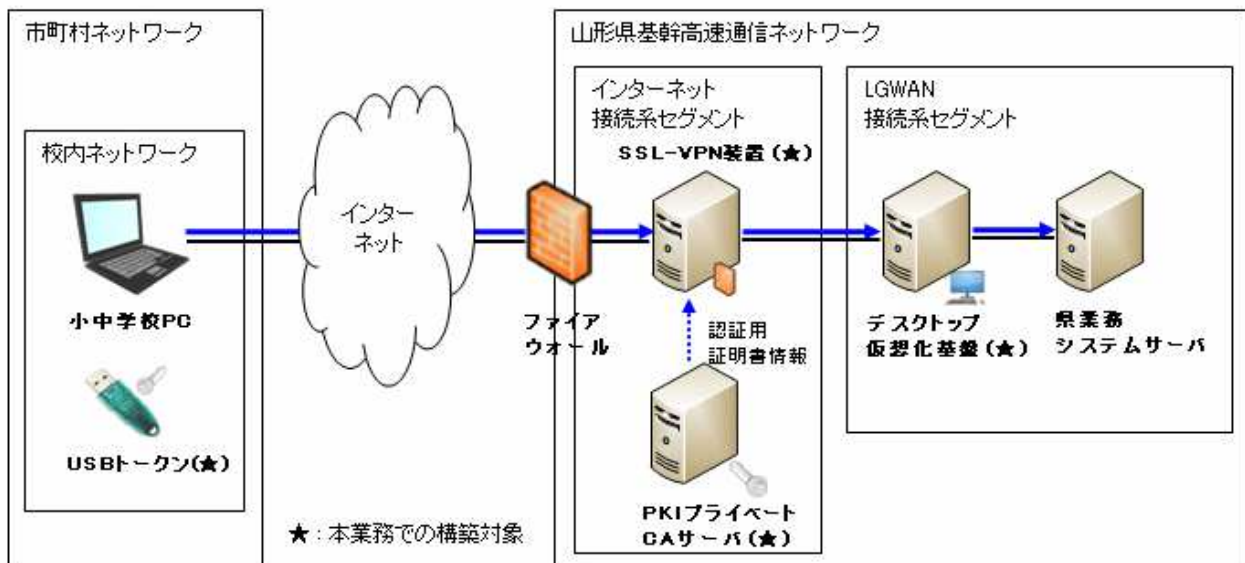 市町村ネットワーク
校内ネットワーク
小中学校PC
USBトークン(★)
インター
ネット
★：本業務での構築対象
山形県基幹高速通信ネットワーク
ファイア
ウォール
インターネット
接続系セグメント
SSL-VPN装置(★)
認証用
証明書情報
PKIプライベート
CAサーバ(★)
LGWAN
接続系セグメント
デスクトップ
仮想化基盤(★)
県業務
システムサーバ